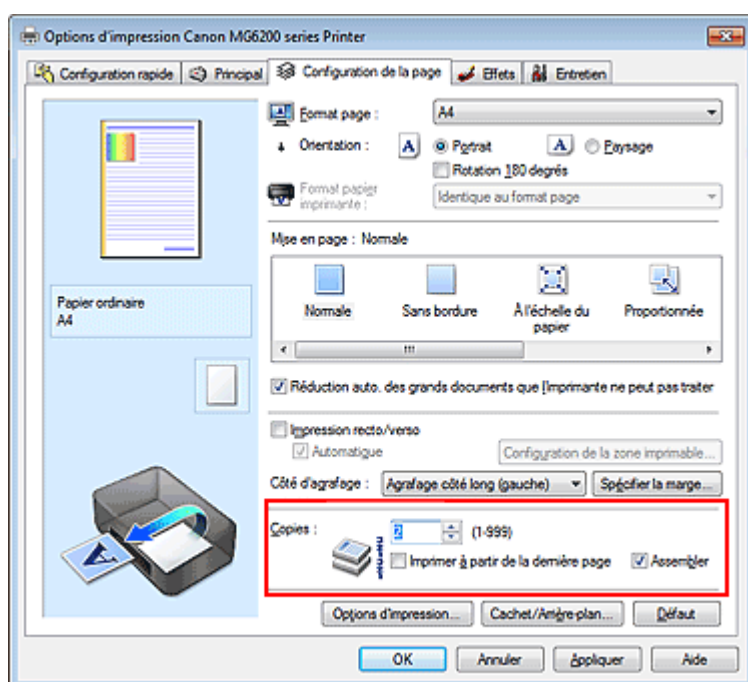 Options d'impression Canon MG6200 series Printer
Configuration rapide Principal Configuration de la page Effets Entretien
Format page : A4
Orientation : A Portrait A Paysage
Rotation 180 degrés
Format papier imprimante : Identique au format page
Mise en page : Normale
Papier ordinaire
A4
Normale Sans bordure À l'échelle du papier Proportionnée
Réduction auto. des grands documents que l'imprimante ne peut pas traiter
Impression recto/verso
Automatique Configuration de la zone imprimable...
Côté d'agrafage : Agrafage côté long (gauche) Spécifier la marge...
Copies : 2 (1-999)
Imprimer à partir de la dernière page Assembler
Options d'impression... Cachet/Arrière-plan... Défaut
OK Annuler Appliquer Aide